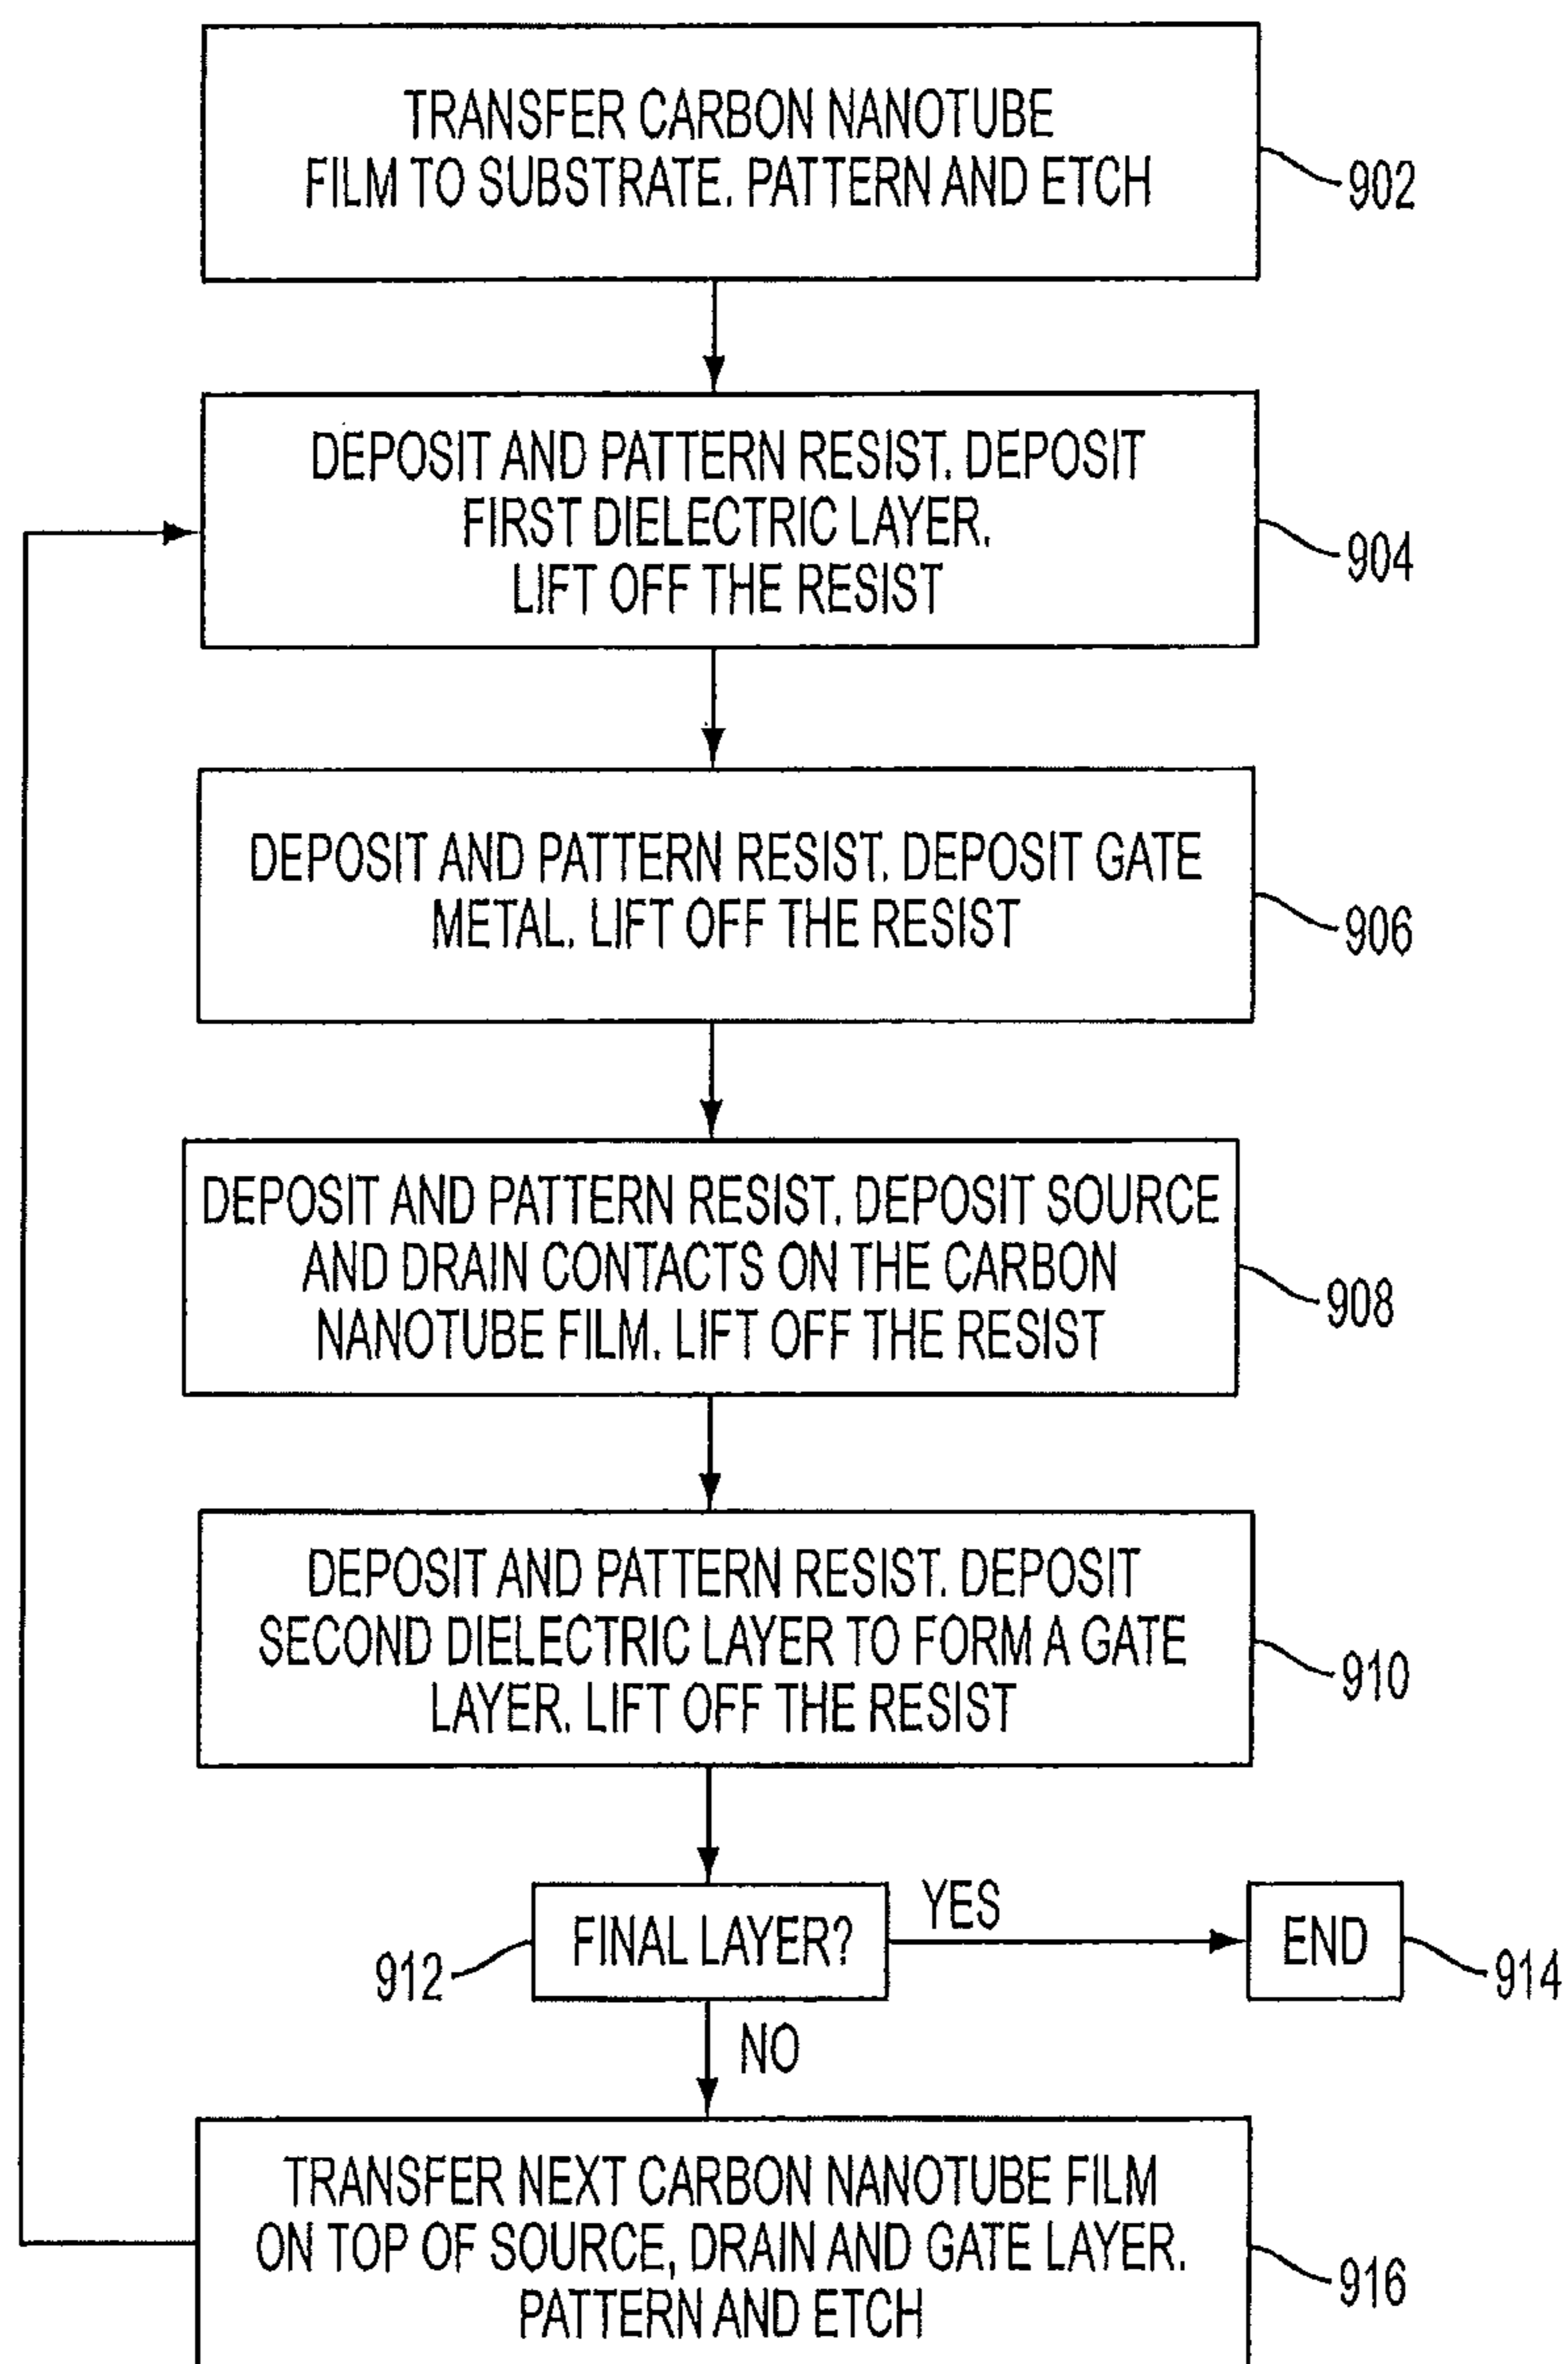 TRANSFER CARBON NANOTUBE
FILM TO SUBSTRATE. PATTERN AND ETCH
902
DEPOSIT AND PATTERN RESIST. DEPOSIT
FIRST DIELECTRIC LAYER.
LIFT OFF THE RESIST
904
DEPOSIT AND PATTERN RESIST. DEPOSIT GATE
METAL. LIFT OFF THE RESIST
906
DEPOSIT AND PATTERN RESIST. DEPOSIT SOURCE
AND DRAIN CONTACTS ON THE CARBON
NANOTUBE FILM. LIFT OFF THE RESIST
908
DEPOSIT AND PATTERN RESIST. DEPOSIT
SECOND DIELECTRIC LAYER TO FORM A GATE
LAYER. LIFT OFF THE RESIST
910
FINAL LAYER?
912
YES
END
914
NO
TRANSFER NEXT CARBON NANOTUBE FILM
ON TOP OF SOURCE, DRAIN AND GATE LAYER.
PATTERN AND ETCH
916